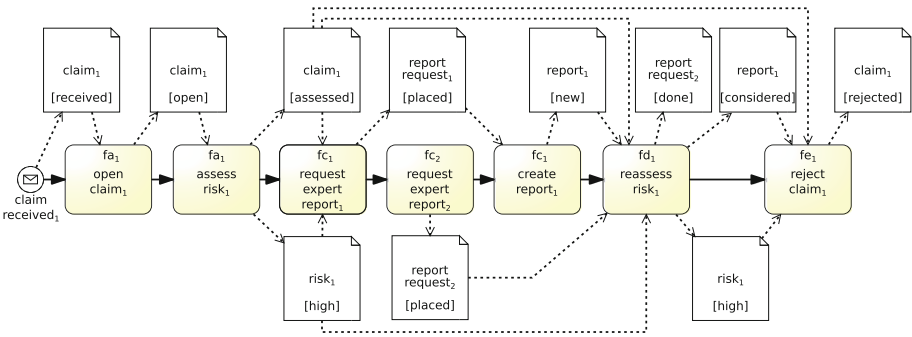 claim₁
[received]
claim₁
[open]
claim₁
[assessed]
report
request₁
[placed]
report₁
[new]
report
request₂
[done]
report₁
[considered]
claim₁
[rejected]
claim
received₁
fa₁
open
claim₁
fa₁
assess
risk₁
fc₁
request
expert
report₁
fc₂
request
expert
report₂
fc₁
create
report₁
fd₁
reassess
risk₁
fe₁
reject
claim₁
risk₁
[high]
report
request₂
[placed]
risk₁
[high]